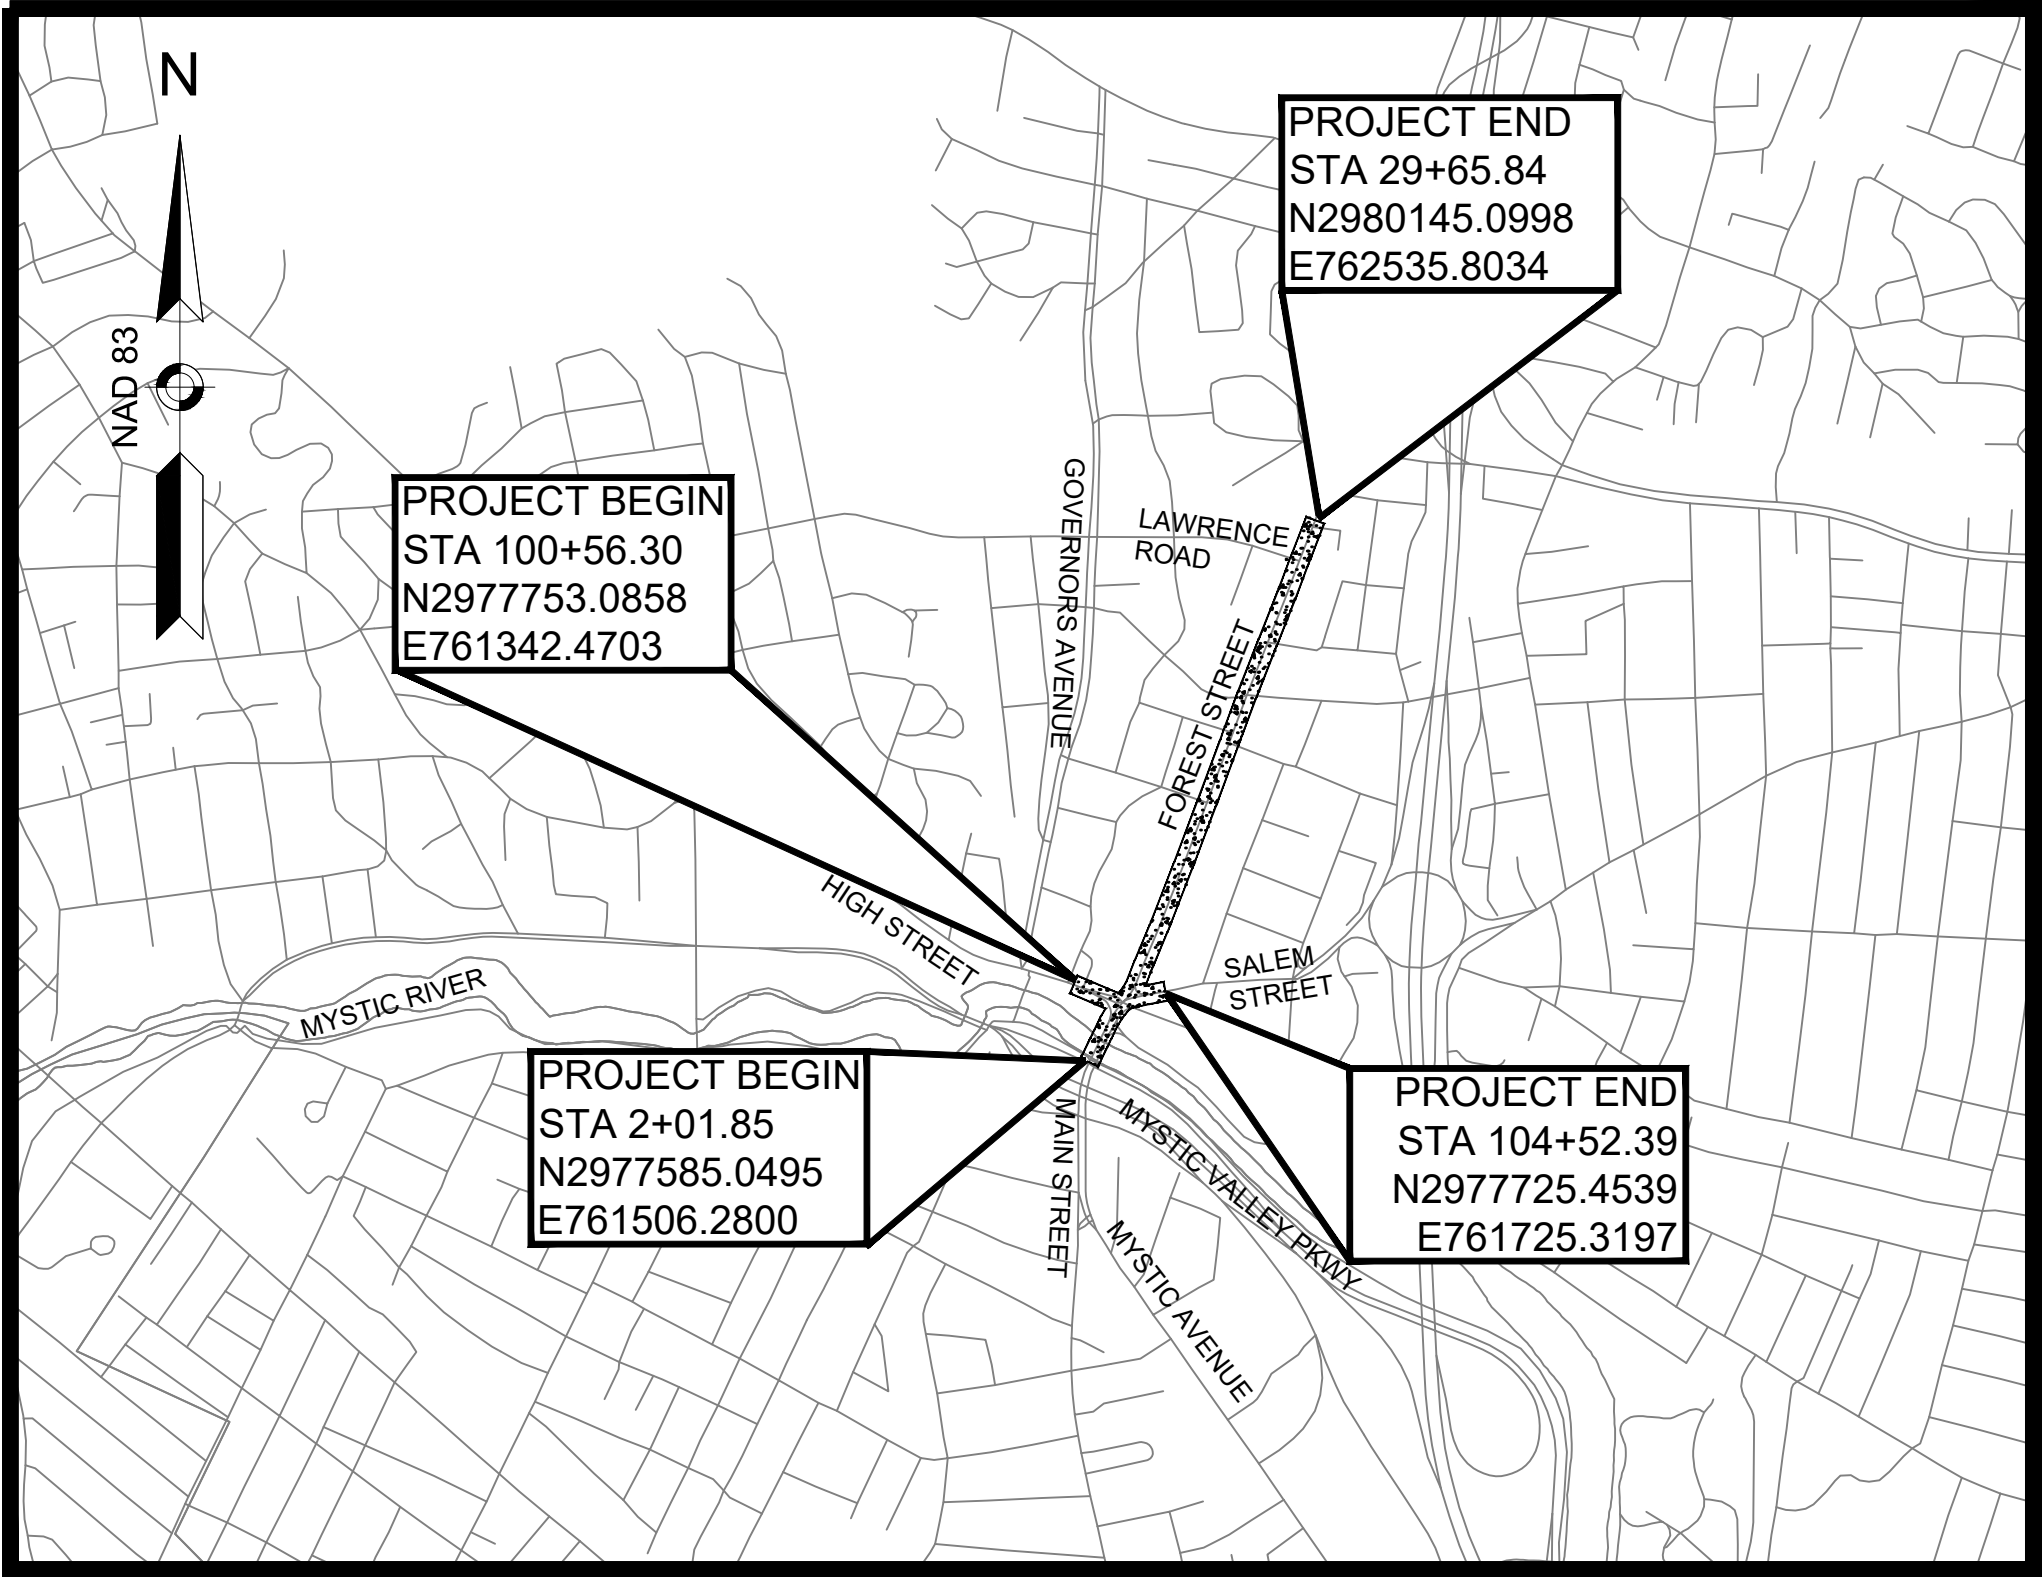 N
NAD 83
PROJECT END
STA 29+65.84
N2980145.0998
E762535.8034
PROJECT BEGIN
STA 100+56.30
N2977753.0858
E761342.4703
GOVERNORS AVENUE
LAWRENCE
ROAD
FOREST STREET
HIGH STREET
SALEM
STREET
MYSTIC RIVER
PROJECT BEGIN
STA 2+01.85
N2977585.0495
E761506.2800
MAIN STREET
MYSTIC VALLEY PKWY
MYSTIC AVENUE
PROJECT END
STA 104+52.39
N2977725.4539
E761725.3197